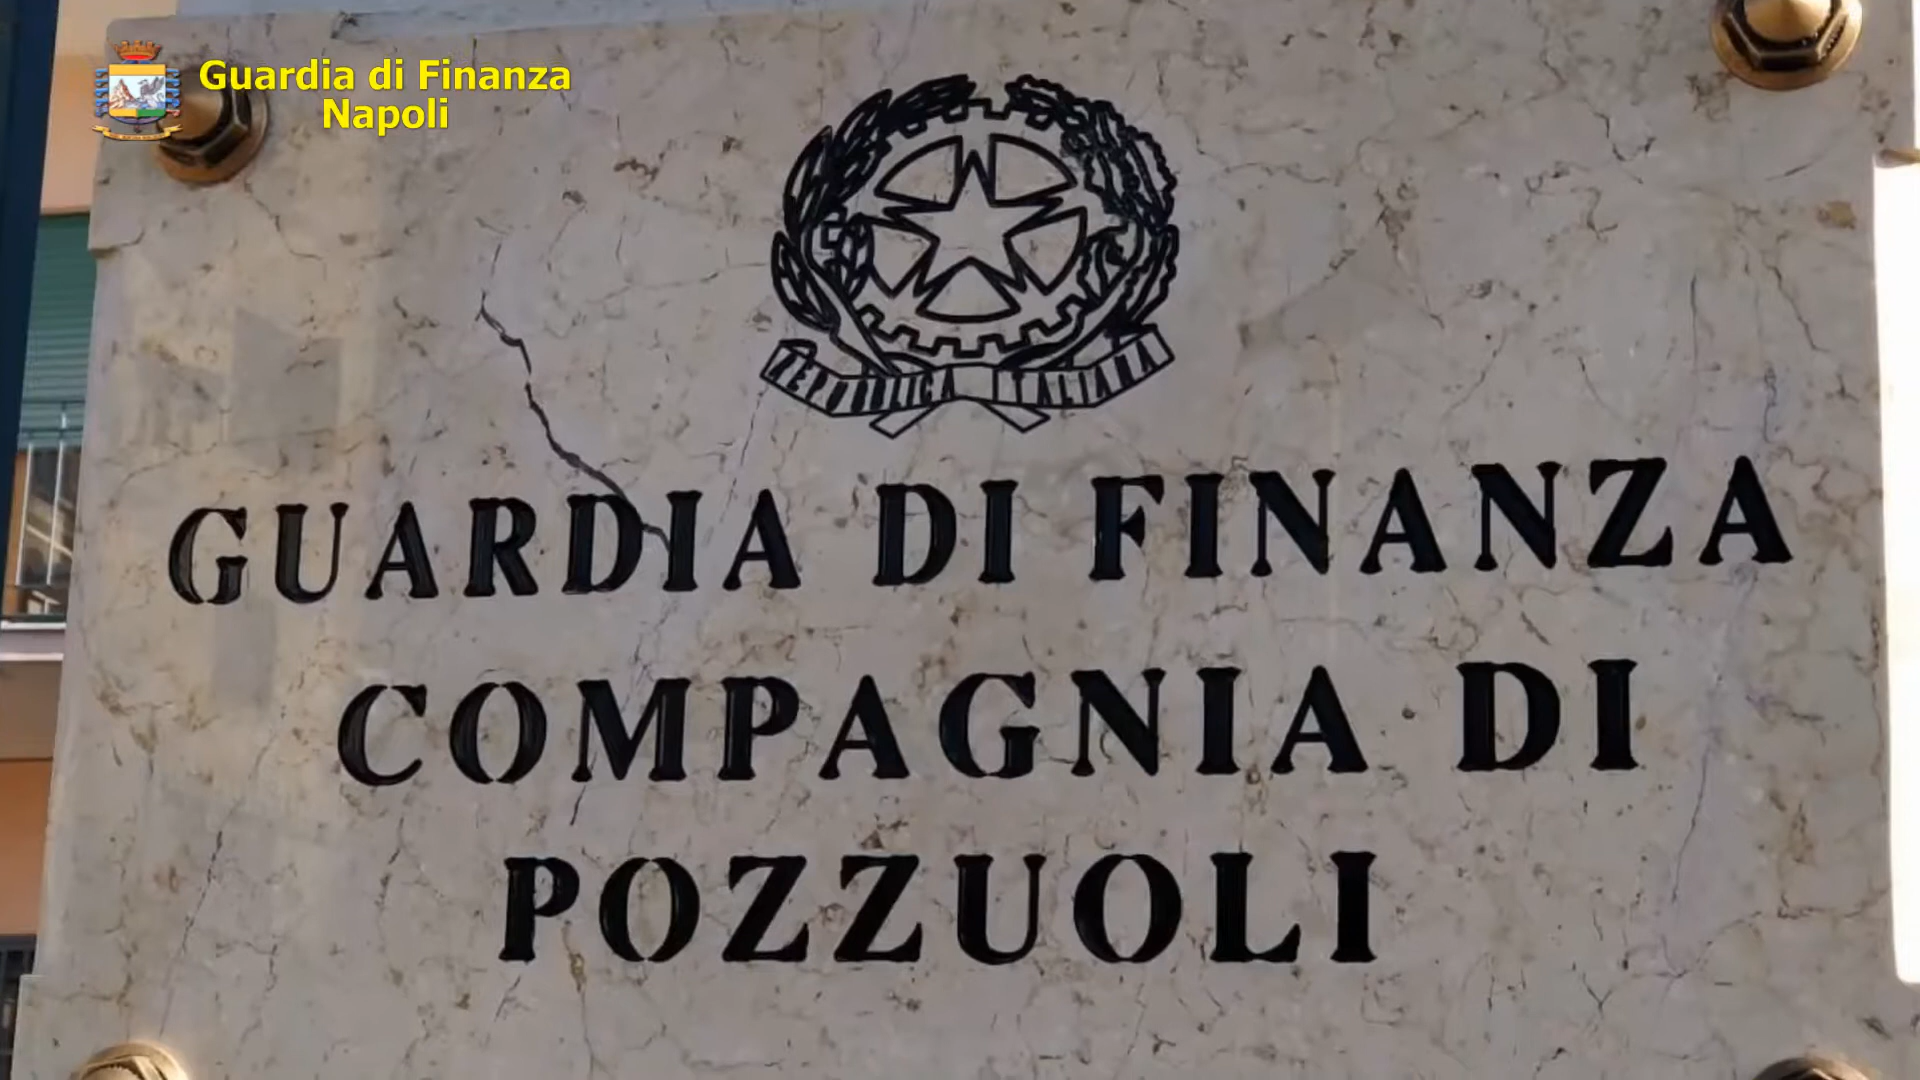 Guardia di Finanza
Napoli
REPUBBLICA ITALIANA
GUARDIA DI FINANZA
COMPAGNIA DI
POZZUOLI